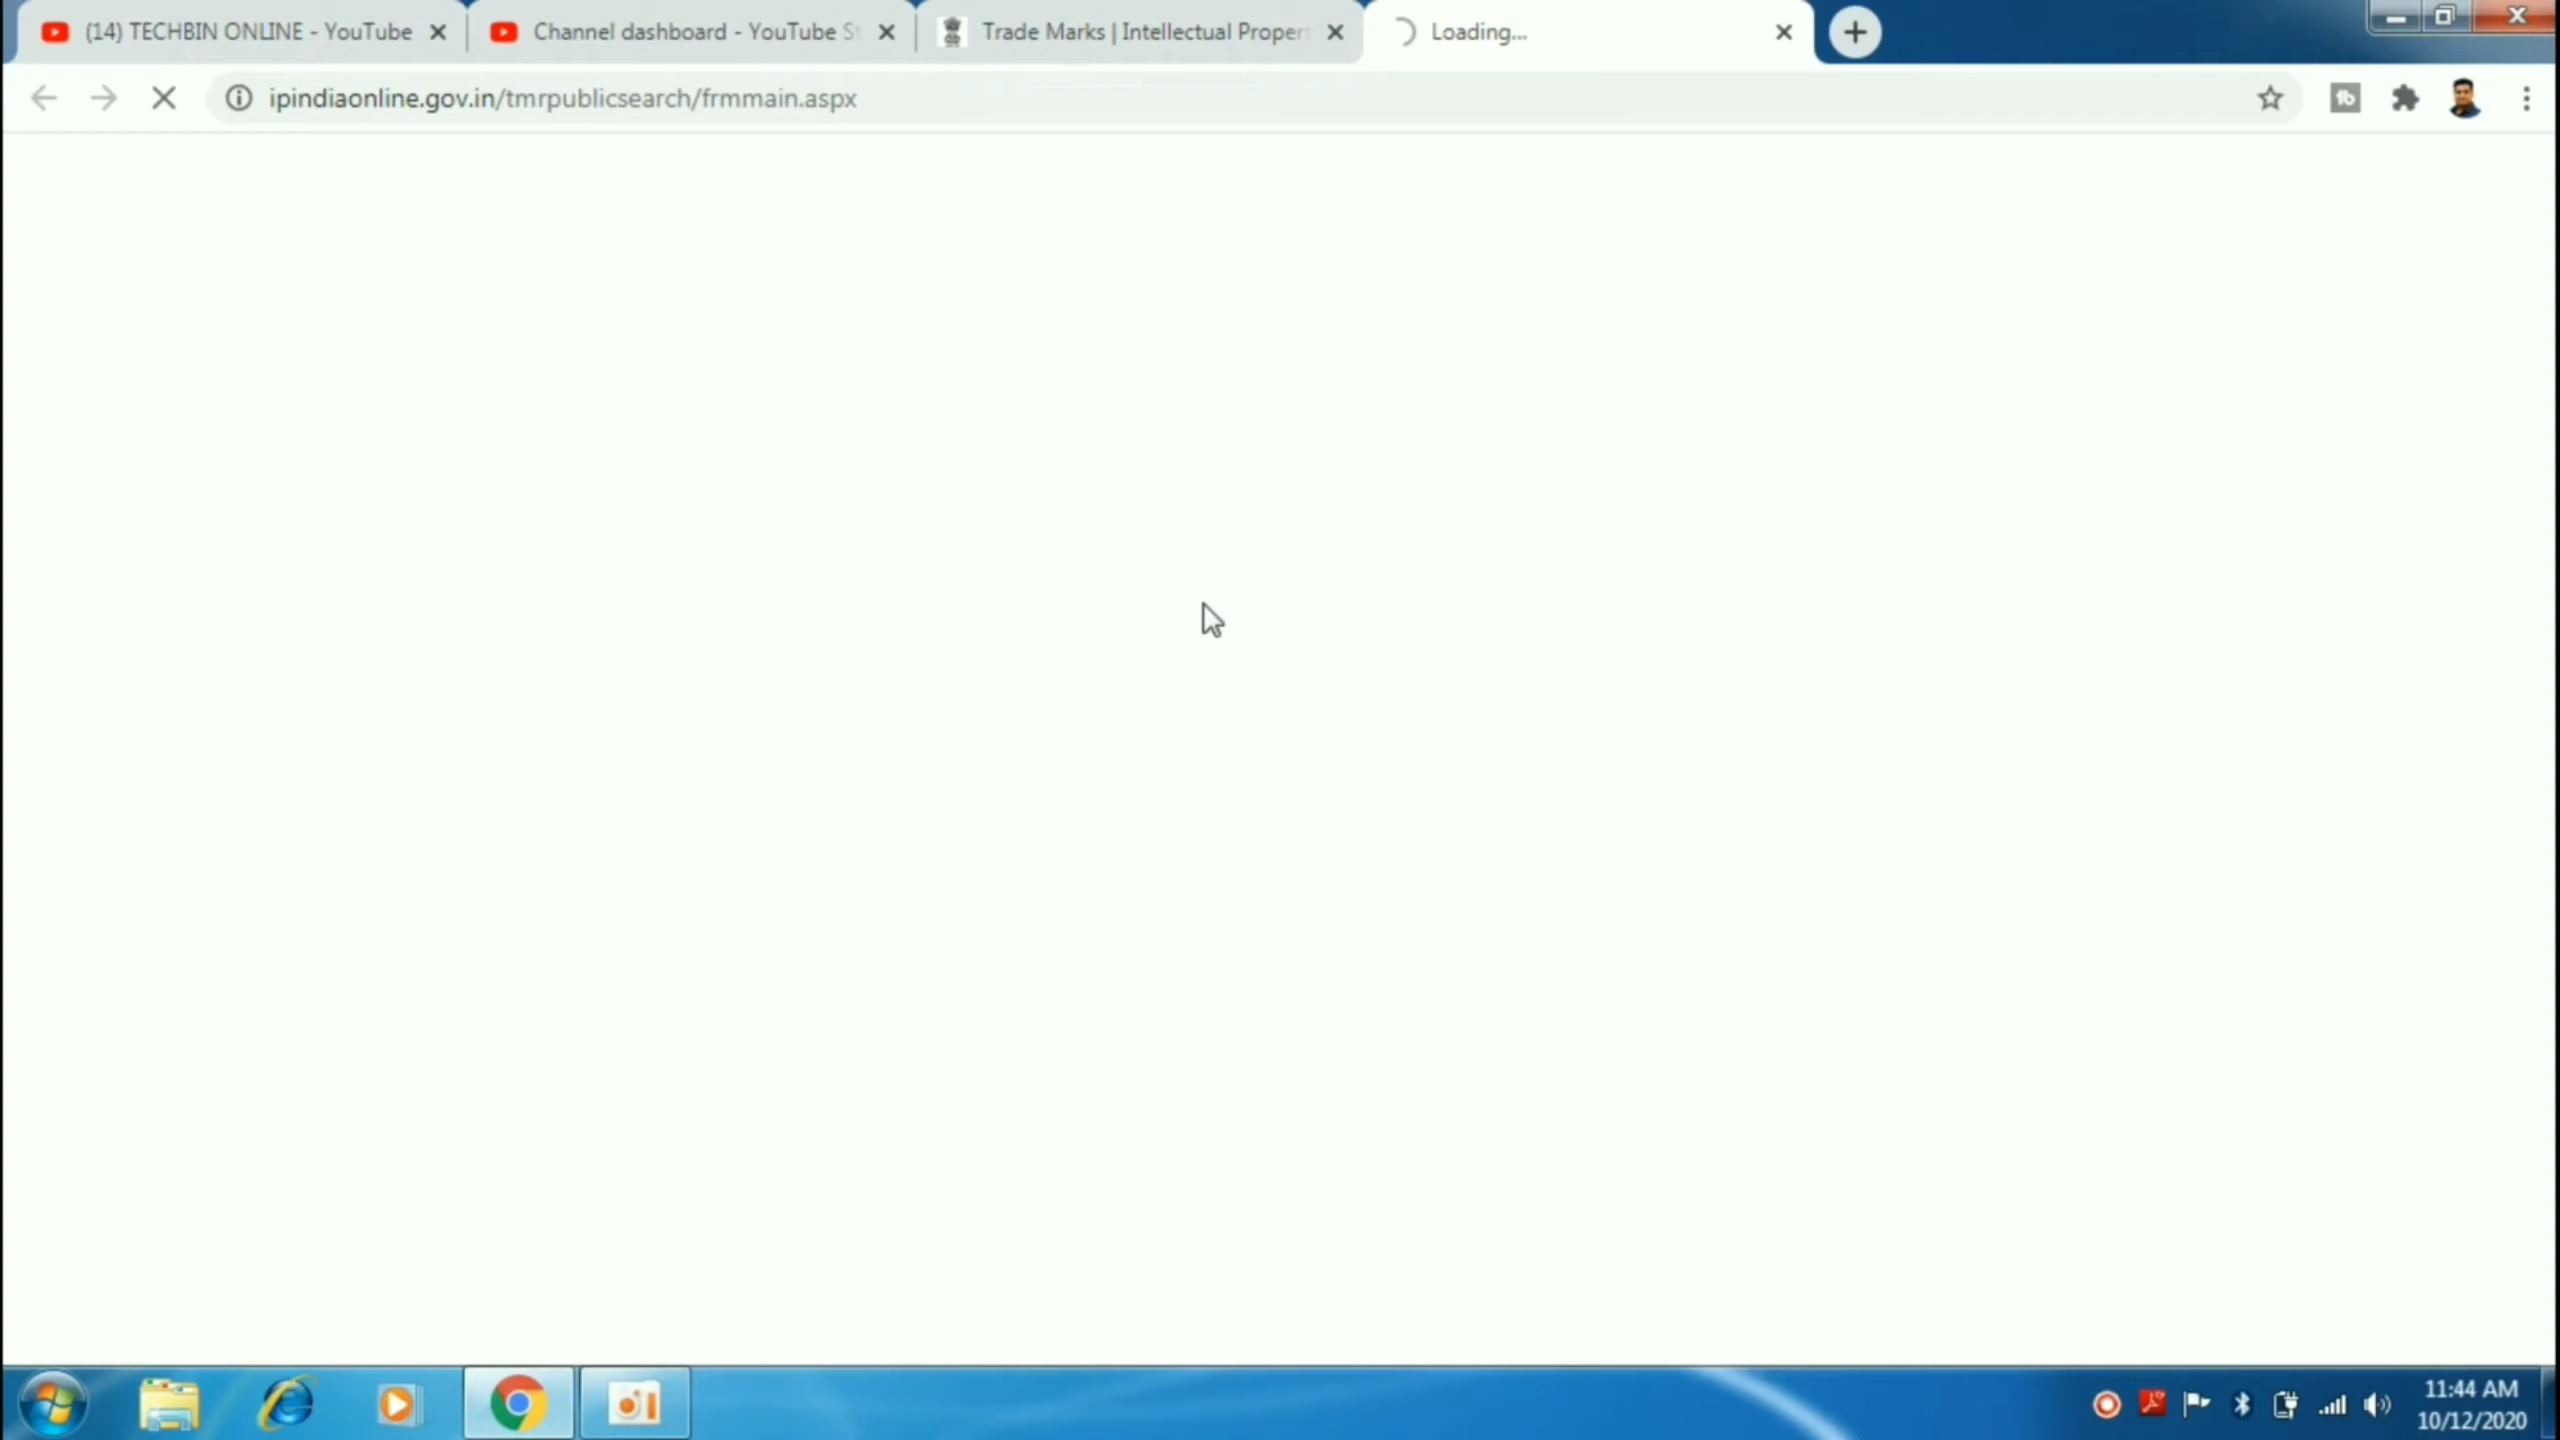 (14) TECHBIN ONLINE - YouTube
Channel dashboard - YouTube St
Trade Marks | Intellectual Propert
Loading...
ipindiaonline.gov.in/tmrpublicsearch/frmmain.aspx
11:44 AM
10/12/2020